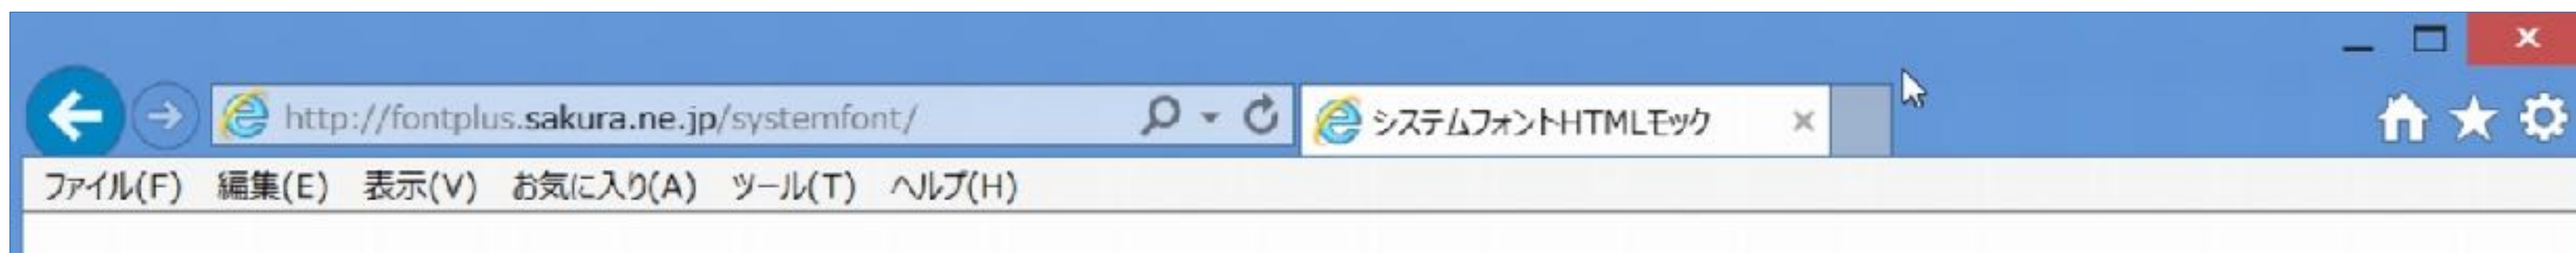 http://fontplus.sakura.ne.jp/systemfont/ システムフォントHTMLモック
ファイル(F) 編集(E) 表示(V) お気に入り(A) ツール(T) ヘルプ(H)